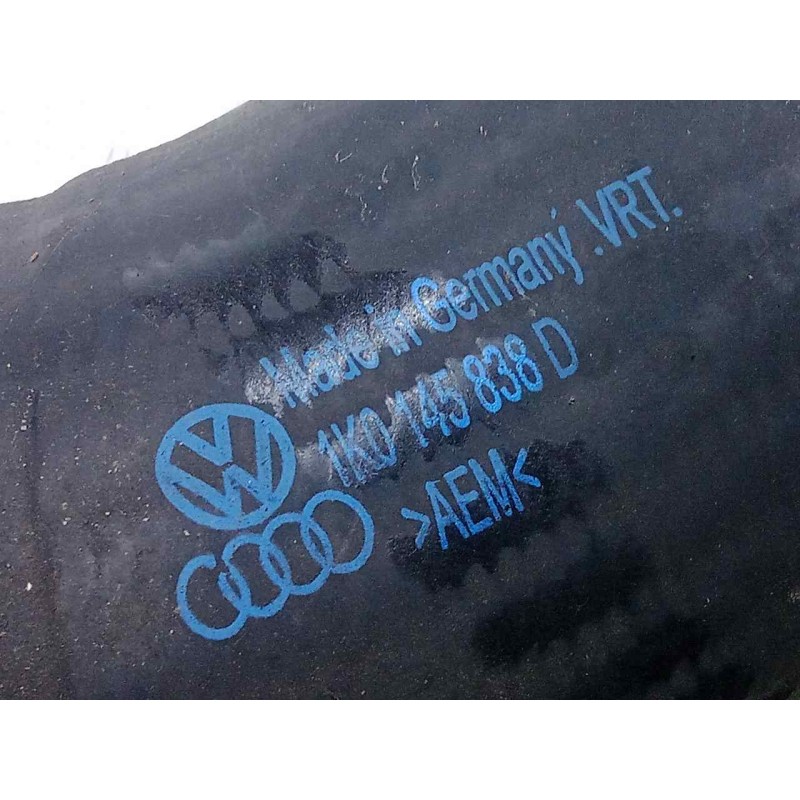 Made in Germany .VRT.
1K0 145 838 D
>AEM<